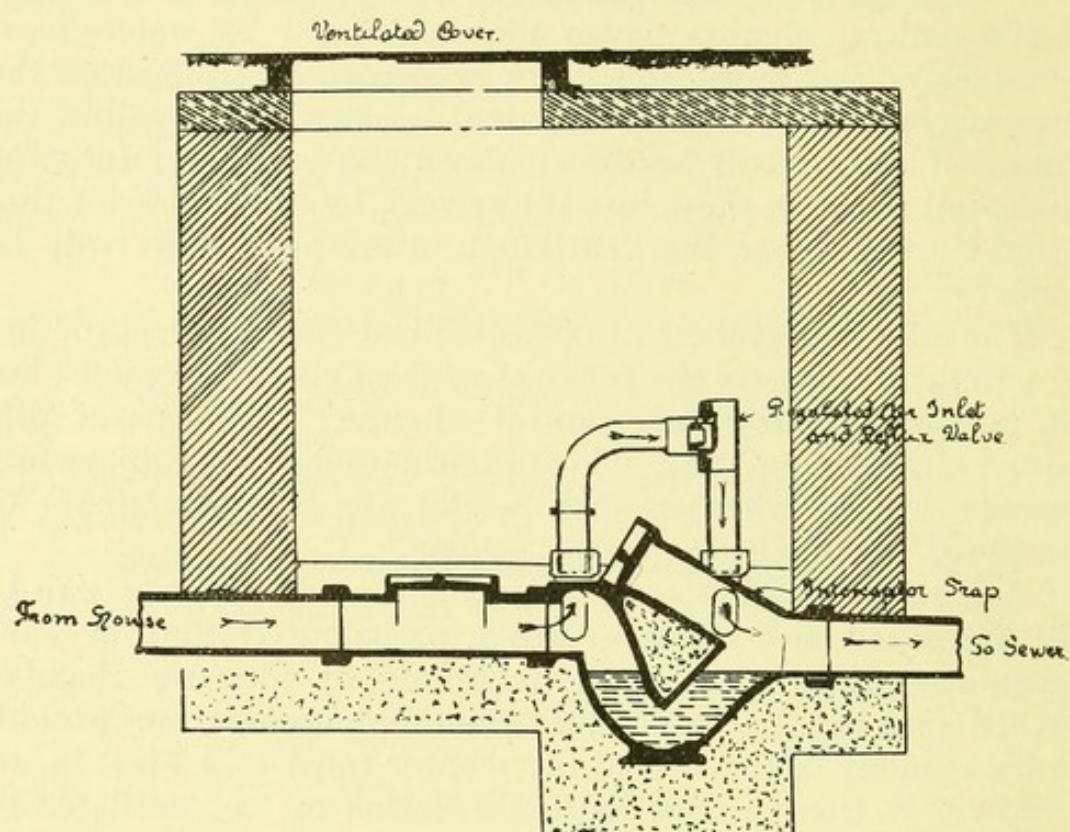 Ventilated Cover.
Regulated Air Inlet
and Reflux Valve
From House
Interceptor Trap
To Sewer